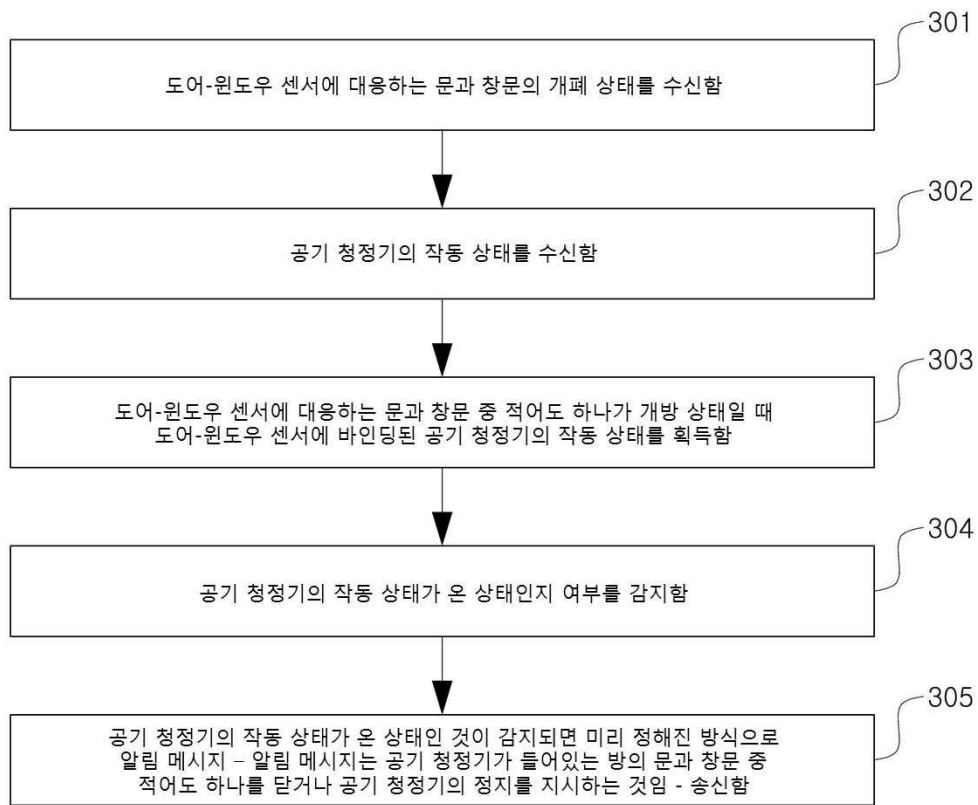 301
도어-윈도우 센서에 대응하는 문과 창문의 개폐 상태를 수신함
302
공기 청정기의 작동 상태를 수신함
303
도어-윈도우 센서에 대응하는 문과 창문 중 적어도 하나가 개방 상태일 때
도어-윈도우 센서에 바인딩된 공기 청정기의 작동 상태를 획득함
304
공기 청정기의 작동 상태가 온 상태인지 여부를 감지함
305
공기 청정기의 작동 상태가 온 상태인 것이 감지되면 미리 정해진 방식으로
알림 메시지 – 알림 메시지는 공기 청정기가 들어있는 방의 문과 창문 중
적어도 하나를 닫거나 공기 청정기의 정지를 지시하는 것임 - 송신함